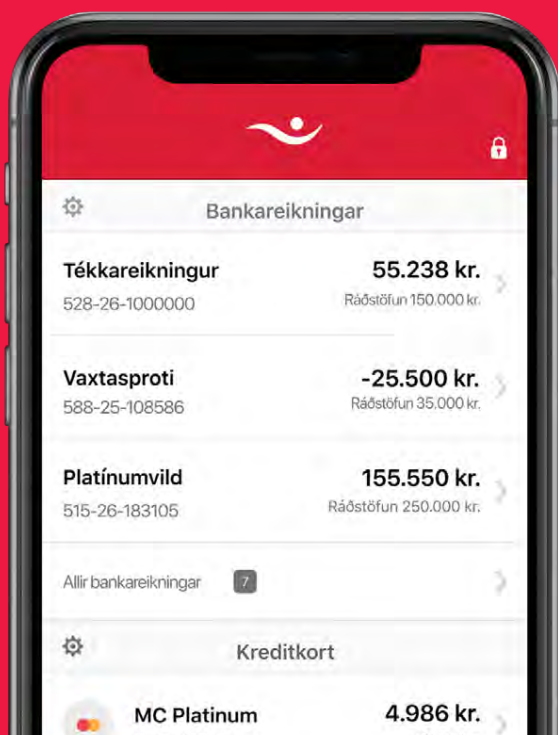 Bankareikningar
Tékkareikningur 55.238 kr.
528-26-1000000 Ráðstöfun 150.000 kr.
Vaxtasproti -25.500 kr.
588-25-108586 Ráðstöfun 35.000 kr.
Platínumvild 155.550 kr.
515-26-183105 Ráðstöfun 250.000 kr.
Allir bankareikningar 7
Kreditkort
MC Platinum 4.986 kr.